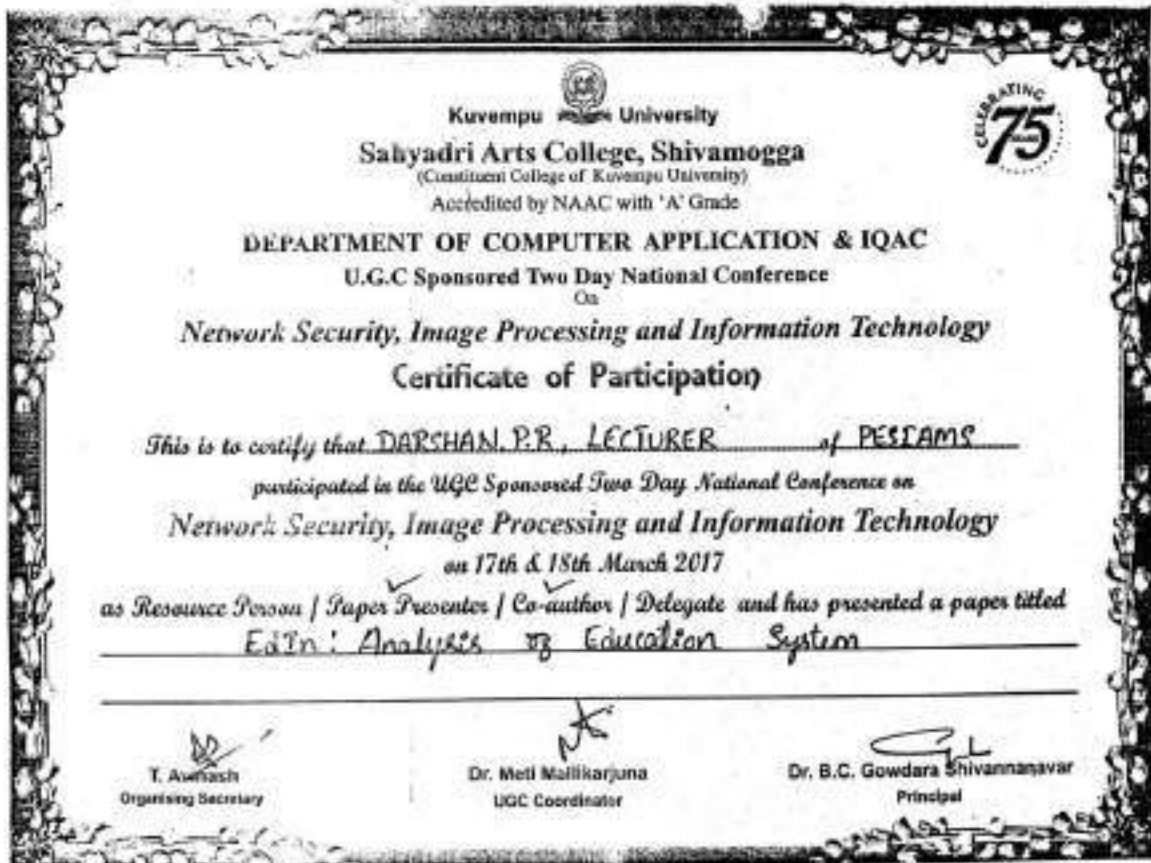 Kuvempu University
CELEBRATING
75
YEARS
Sahyadri Arts College, Shivamogga
(Constituent College of Kuvempu University)
Accredited by NAAC with 'A' Grade
DEPARTMENT OF COMPUTER APPLICATION & IQAC
U.G.C Sponsored Two Day National Conference
On
Network Security, Image Processing and Information Technology
Certificate of Participation
This is to certify that DARSHAN. P.R, LECTURER of PESIAMS
participated in the UGC Sponsored Two Day National Conference on
Network Security, Image Processing and Information Technology
on 17th & 18th March 2017
as Resource Person / Paper Presenter / Co-author / Delegate and has presented a paper titled
EdIn: Analysis of Education System
T. Avinash
Dr. Meti Mallikarjuna
Dr. B.C. Gowdara Shivannanavar
Organising Secretary
UGC Coordinator
Principal